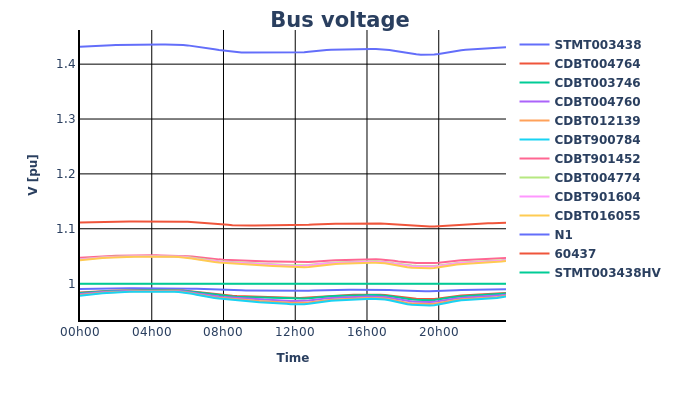 Bus voltage
V [pu]
1.4
1.3
1.2
1.1
1
00h00 04h00 08h00 12h00 16h00 20h00
Time
STMT003438
CDBT004764
CDBT003746
CDBT004760
CDBT012139
CDBT900784
CDBT901452
CDBT004774
CDBT901604
CDBT016055
N1
60437
STMT003438HV